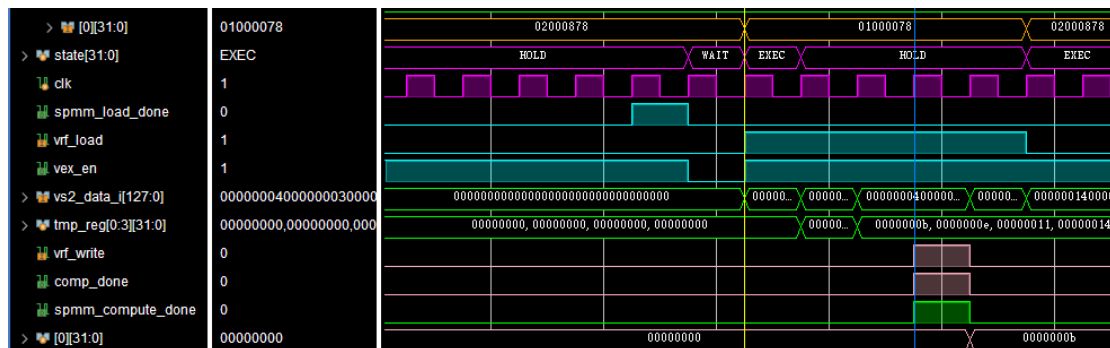 [0][31:0] 01000078 02000878 01000078 02000878
state[31:0] EXEC HOLD WAIT EXEC HOLD EXEC
clk 1
spmm_load_done 0
vrf_load 1
vex_en 1
vs2_data_i[127:0] 00000004000000030000 00000000000000000000000000000000 00000... 00000... 0000000400000... 00000... 000000140000
tmp_reg[0:3][31:0] 00000000,00000000,000 00000000, 00000000, 00000000, 00000000 00000... 0000000b, 0000000e, 00000011, 00000014
vrf_write 0
comp_done 0
spmm_compute_done 0
[0][31:0] 00000000 00000000 0000000b